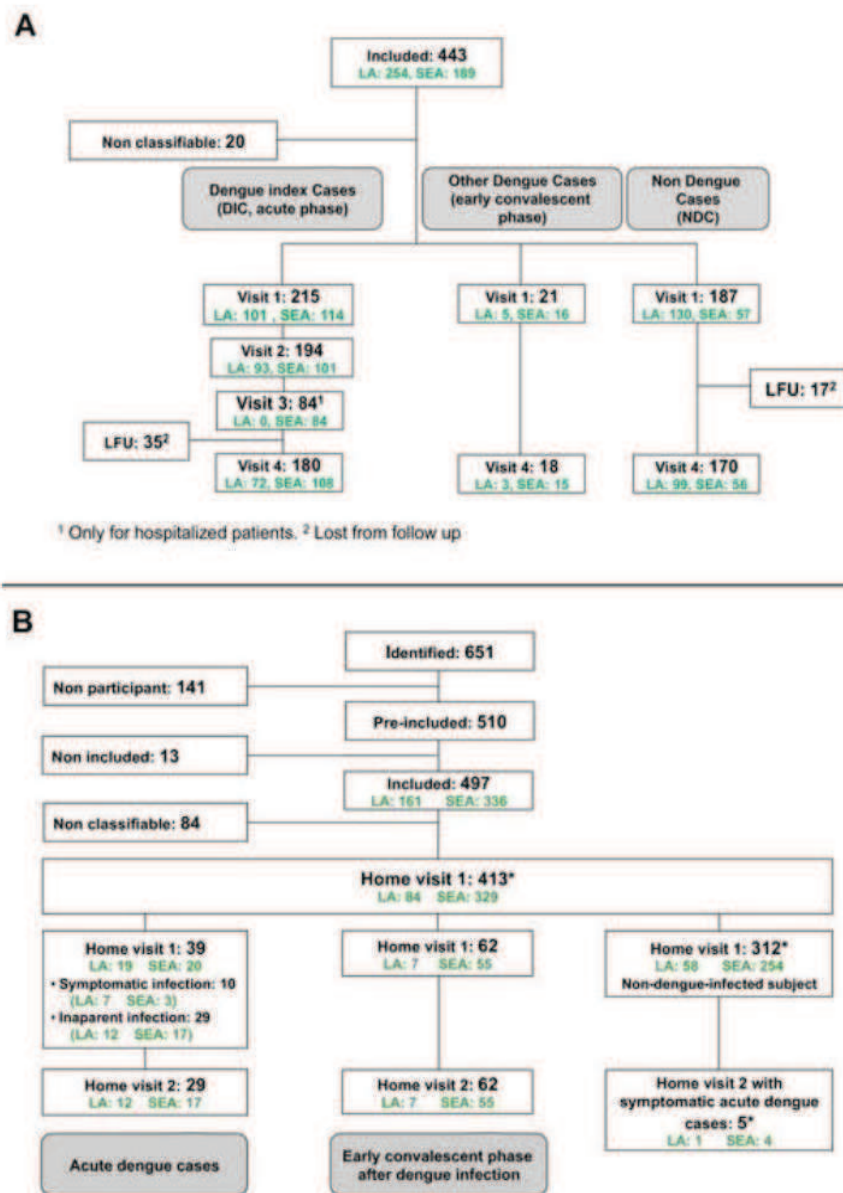 A
Included: 443
LA: 254, SEA: 189
Non classifiable: 20
Dengue index Cases
(DIC, acute phase)
Other Dengue Cases
(early convalescent
phase)
Non Dengue
Cases
(NDC)
Visit 1: 215
LA: 101 , SEA: 114
Visit 2: 194
LA: 93, SEA: 101
Visit 3: 84¹
LA: 0, SEA: 84
LFU: 35²
Visit 4: 180
LA: 72, SEA: 108
Visit 1: 21
LA: 5, SEA: 16
Visit 4: 18
LA: 3, SEA: 15
Visit 1: 187
LA: 130, SEA: 57
LFU: 17²
Visit 4: 170
LA: 99, SEA: 56
¹ Only for hospitalized patients. ² Lost from follow up
B
Identified: 651
Non participant: 141
Pre-included: 510
Non included: 13
Included: 497
LA: 161 SEA: 336
Non classifiable: 84
Home visit 1: 413*
LA: 84 SEA: 329
Home visit 1: 39
LA: 19 SEA: 20
• Symptomatic infection: 10
(LA: 7 SEA: 3)
• Inaparent infection: 29
(LA: 12 SEA: 17)
Home visit 2: 29
LA: 12 SEA: 17
Acute dengue cases
Home visit 1: 62
LA: 7 SEA: 55
Home visit 2: 62
LA: 7 SEA: 55
Early convalescent phase
after dengue infection
Home visit 1: 312*
LA: 58 SEA: 254
Non-dengue-infected subject
Home visit 2 with
symptomatic acute dengue
cases: 5*
LA: 1 SEA: 4